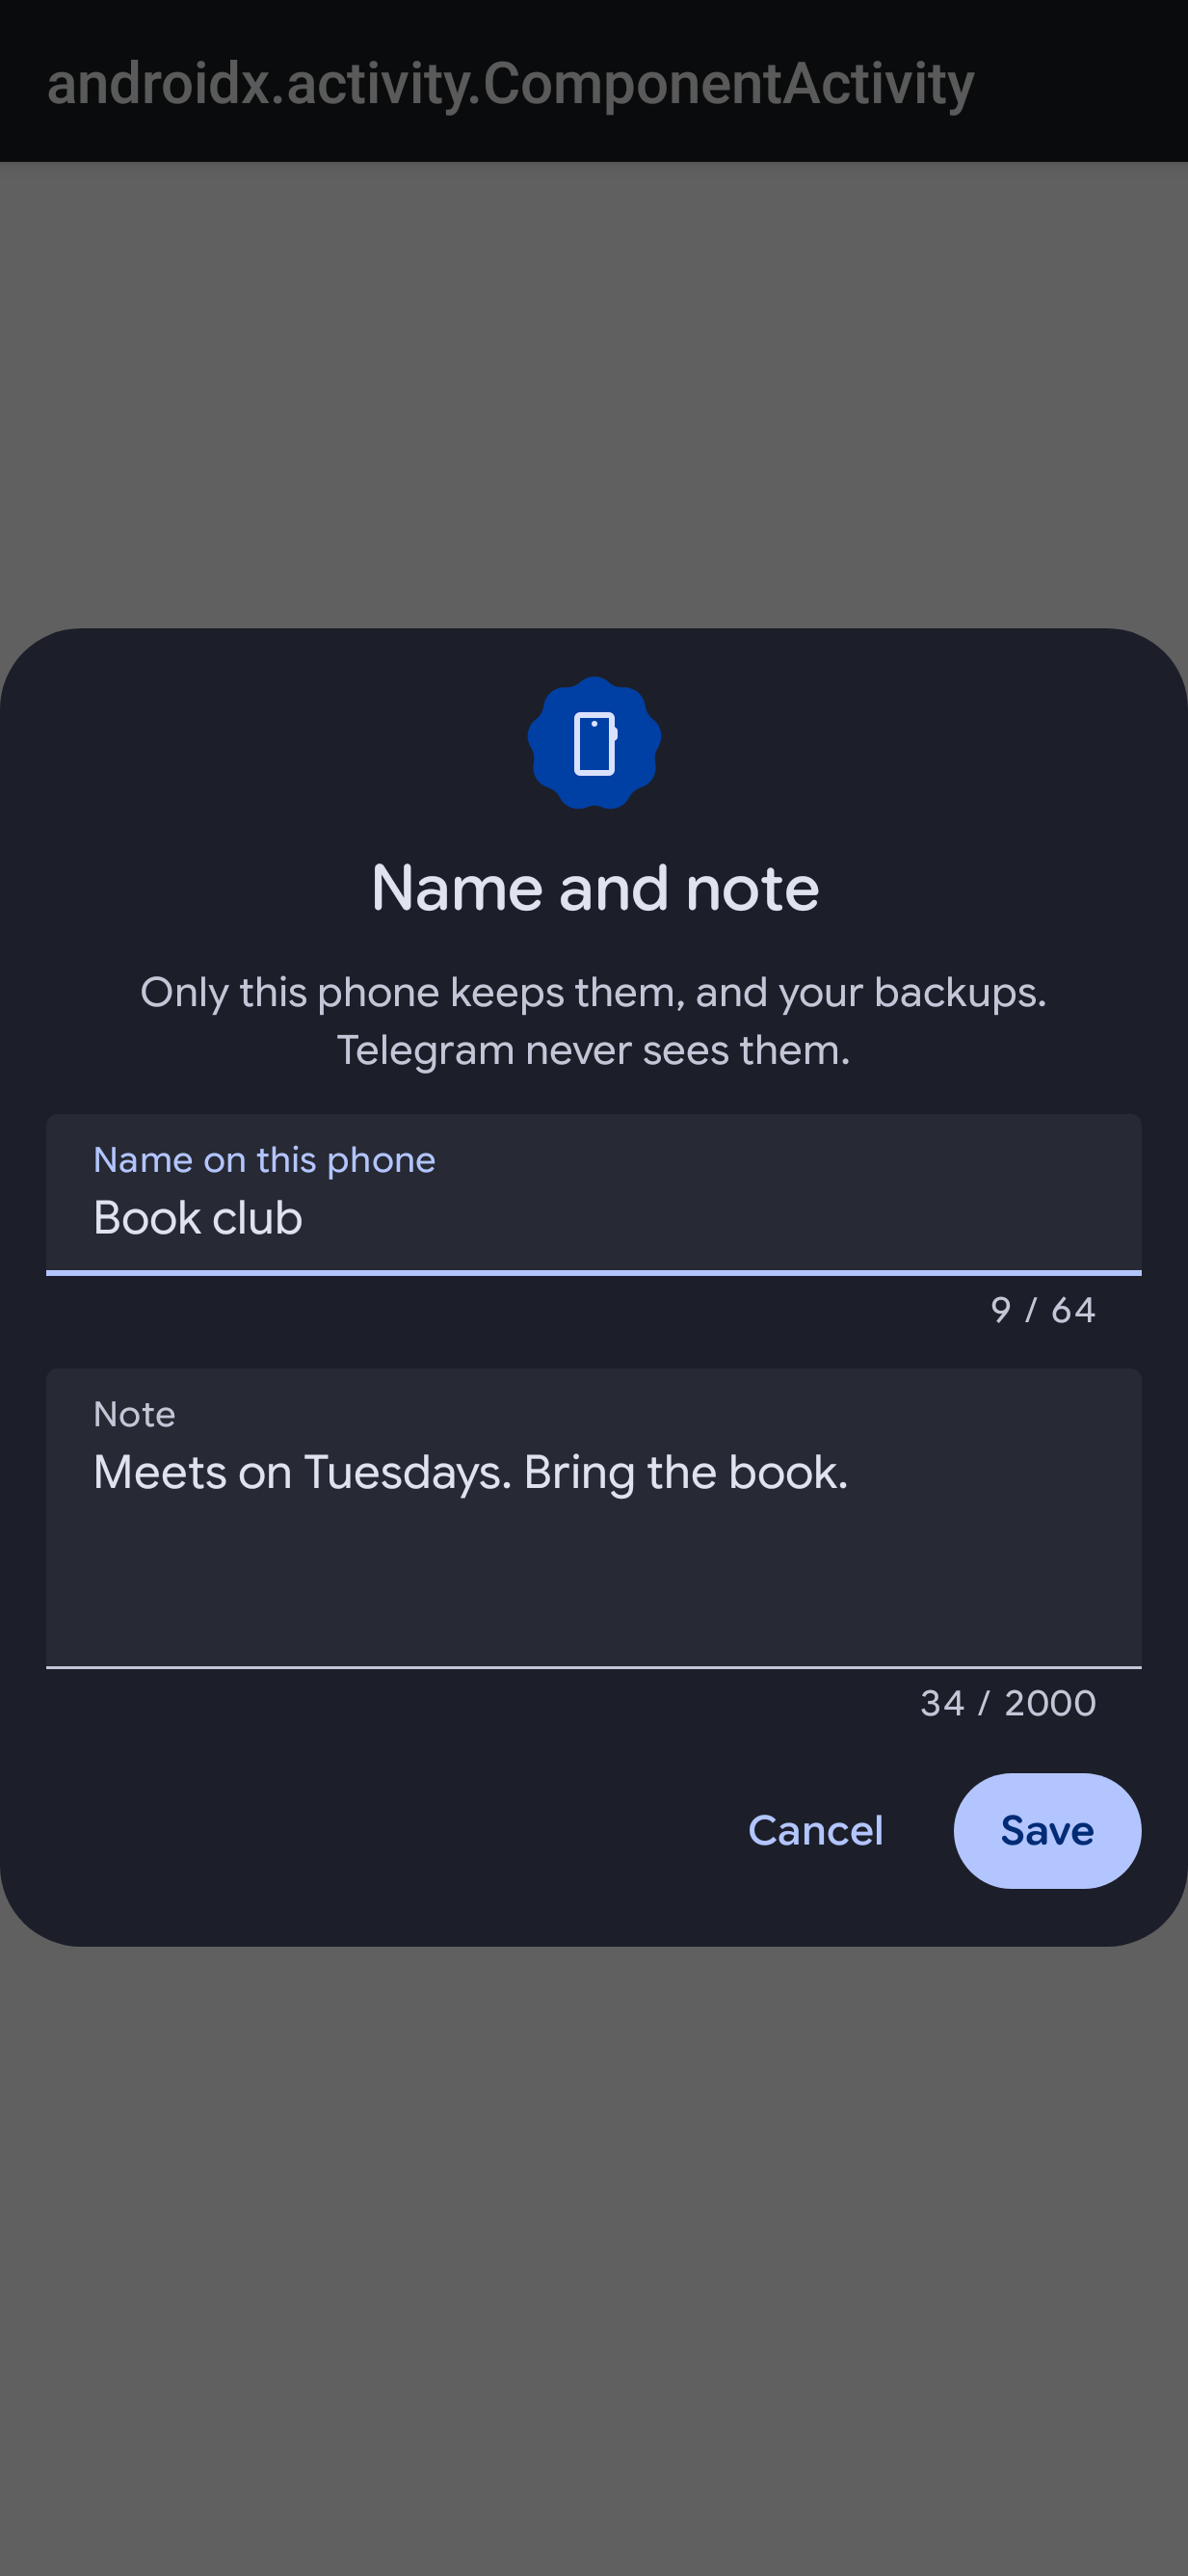 androidx.activity.ComponentActivity
Name and note
Only this phone keeps them, and your backups.
Telegram never sees them.
Name on this phone
Book club
9 / 64
Note
Meets on Tuesdays. Bring the book.
34 / 2000
Cancel
Save